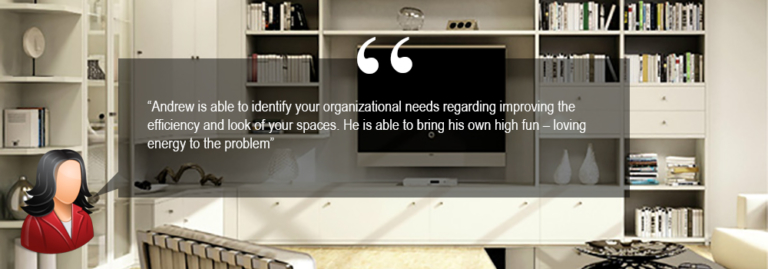 “Andrew is able to identify your organizational needs regarding improving the
efficiency and look of your spaces. He is able to bring his own high fun – loving
energy to the problem”